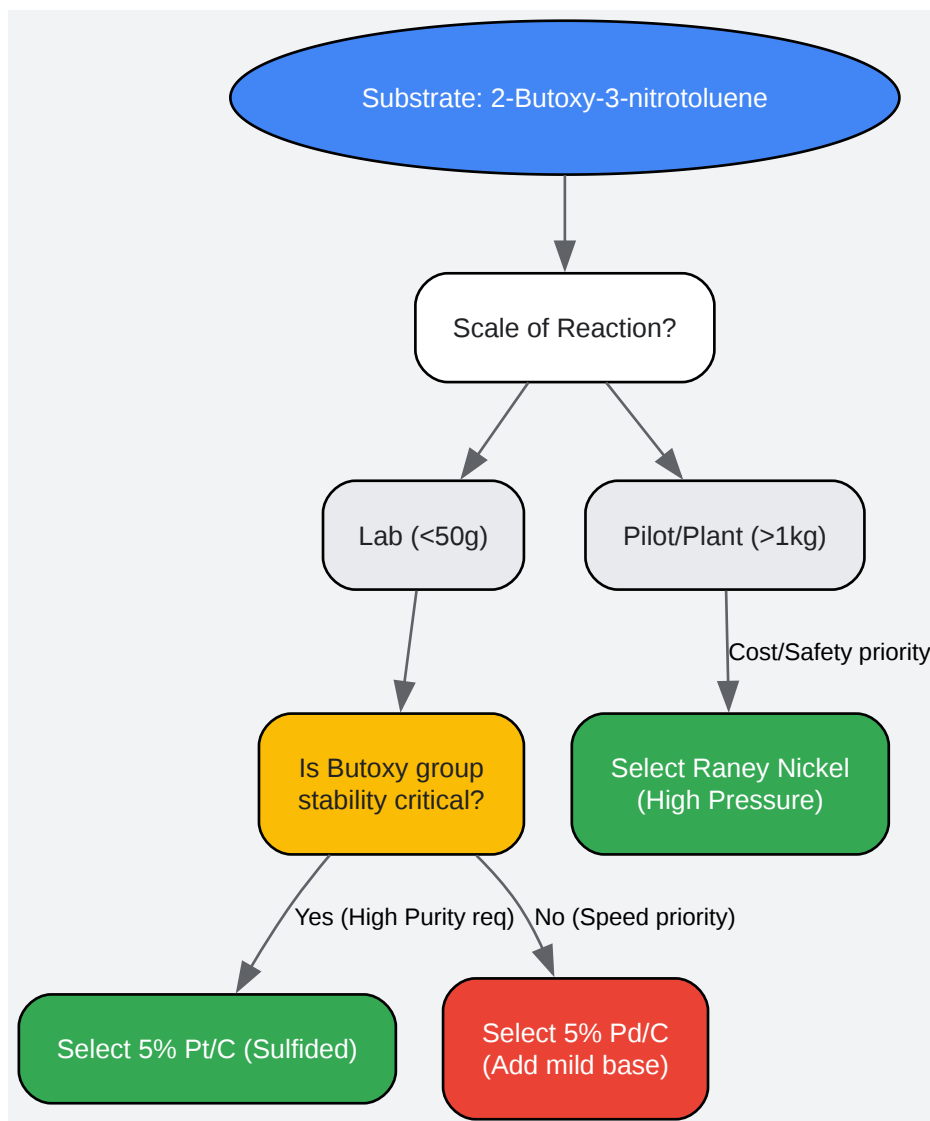 Substrate: 2-Butoxy-3-nitrotoluene
Scale of Reaction?
Lab (<50g)
Pilot/Plant (>1kg)
Cost/Safety priority
Is Butoxy group
stability critical?
Select Raney Nickel
(High Pressure)
Yes (High Purity req)
No (Speed priority)
Select 5% Pt/C (Sulfided)
Select 5% Pd/C
(Add mild base)